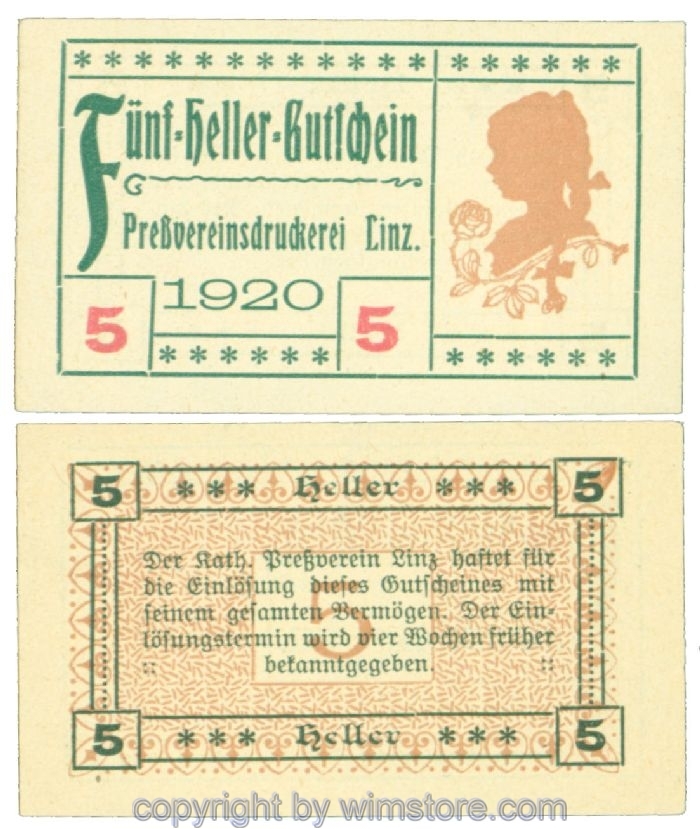 * * * * * * * * * * * * * * * * * *
Fünf-Heller-Gutschein
Preßvereinsdruckerei Linz.
1920
5 5
* * * * * * * * * * * *
5 * * * Heller * * * 5
Der Kath. Preßverein Linz haftet für
die Einlösung dieses Gutscheines mit
seinem gesamten Vermögen. Der Ein-
lösungstermin wird vier Wochen früher
:: bekanntgegeben. ::
5
5 * * * Heller * * * 5
copyright by wimstore.com